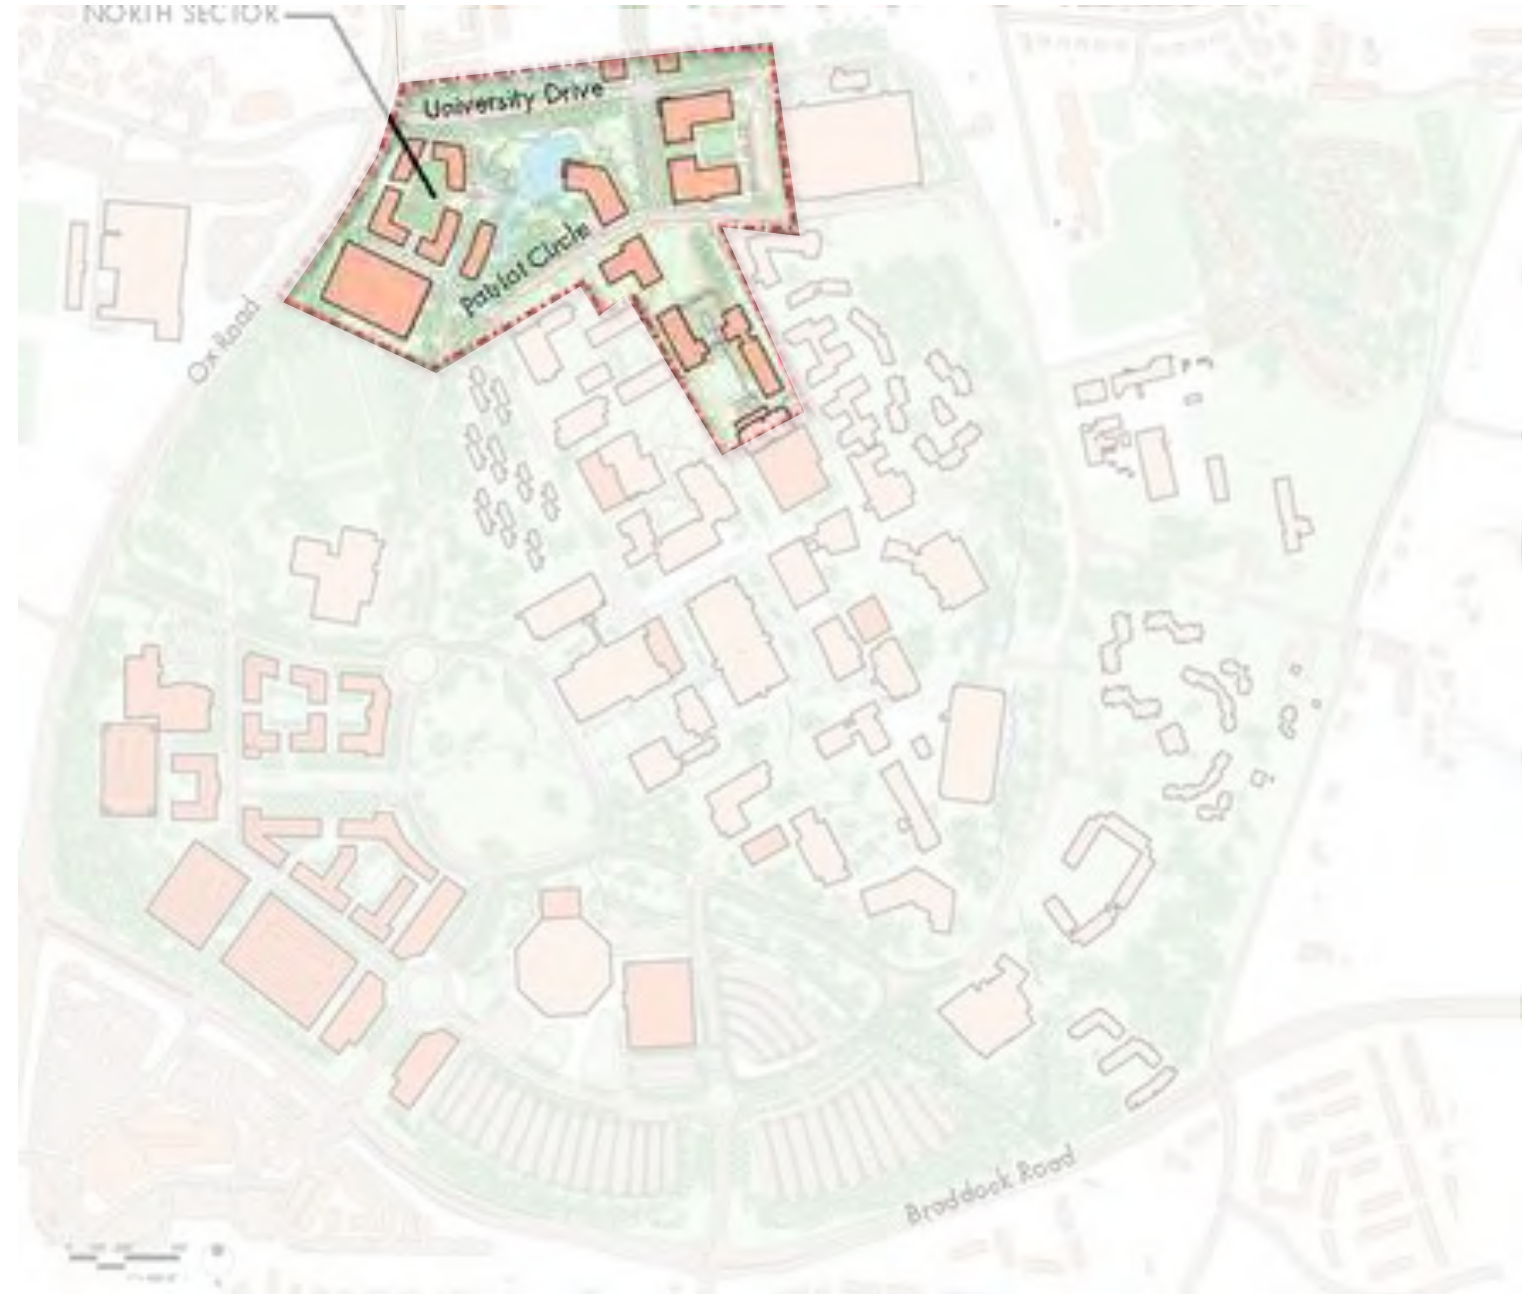 NORTH SECTOR
University Drive
Patriot Circle
Ox Road
Braddock Road